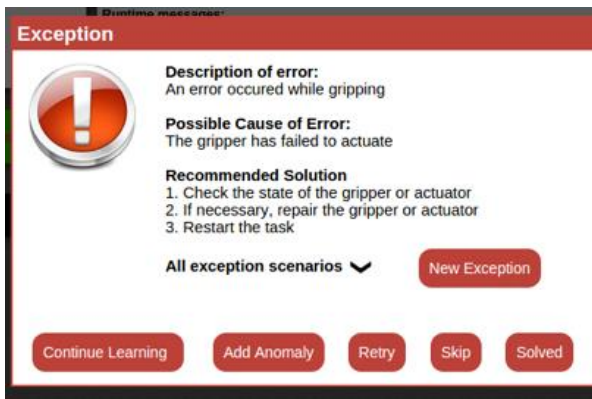 Runtime messages:
Exception
Description of error:
An error occured while gripping
Possible Cause of Error:
The gripper has failed to actuate
Recommended Solution
1. Check the state of the gripper or actuator
2. If necessary, repair the gripper or actuator
3. Restart the task
All exception scenarios
New Exception
Continue Learning
Add Anomaly
Retry
Skip
Solved